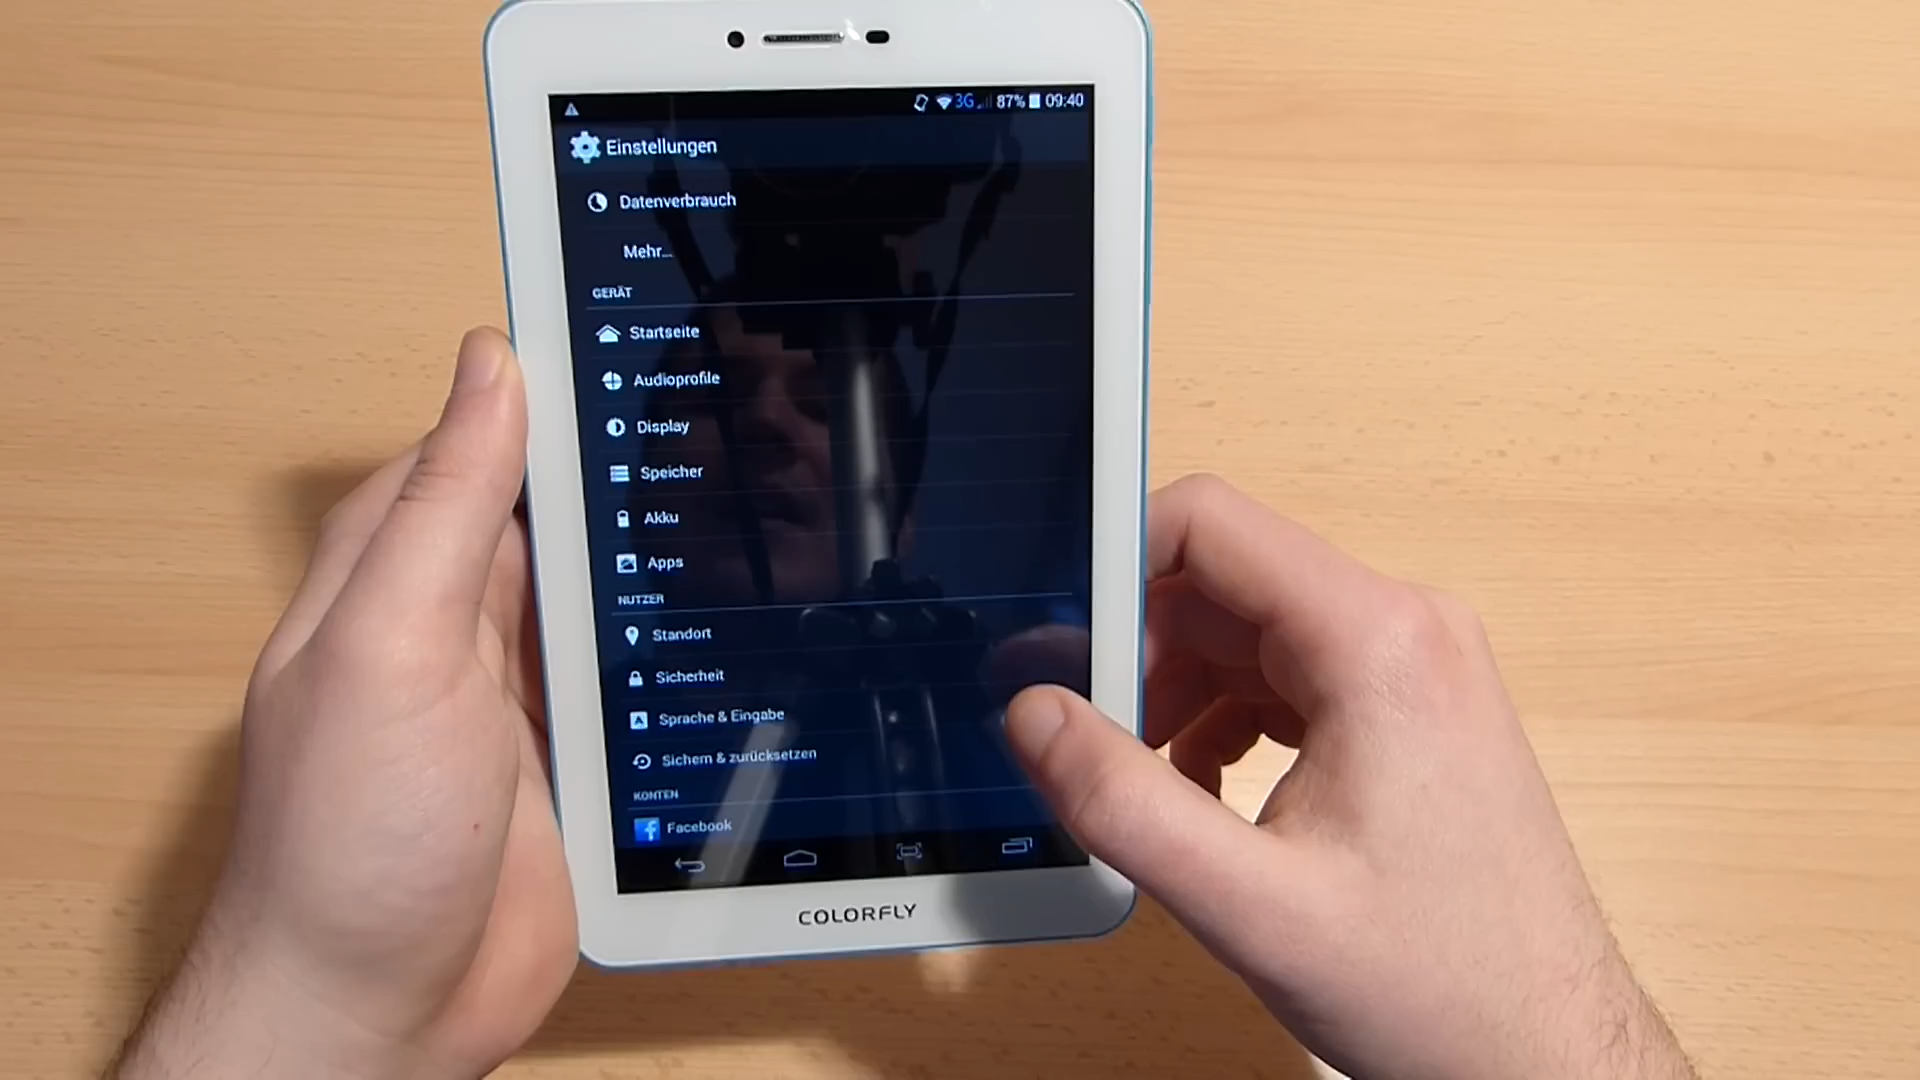 3G 87% 09:40
Einstellungen
Datenverbrauch
Mehr...
GERÄT
Startseite
Audioprofile
Display
Speicher
Akku
Apps
NUTZER
Standort
Sicherheit
Sprache & Eingabe
Sichern & zurücksetzen
KONTEN
Facebook
COLORFLY